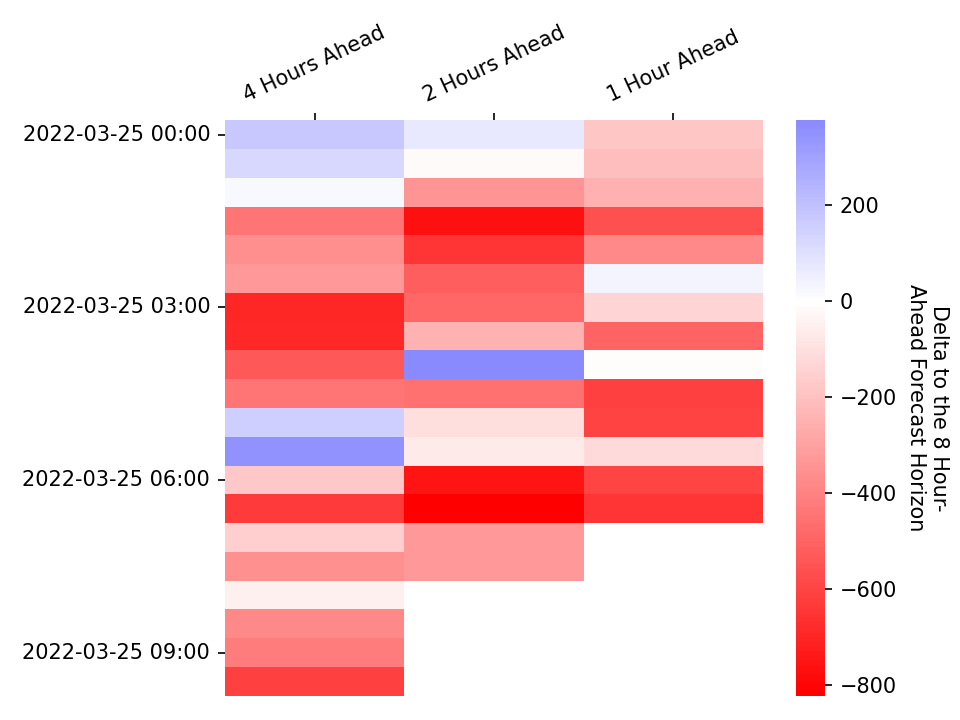 4 Hours Ahead
2 Hours Ahead
1 Hour Ahead
2022-03-25 00:00
2022-03-25 03:00
2022-03-25 06:00
2022-03-25 09:00
200
0
−200
−400
−600
−800
Delta to the 8 Hour-
Ahead Forecast Horizon